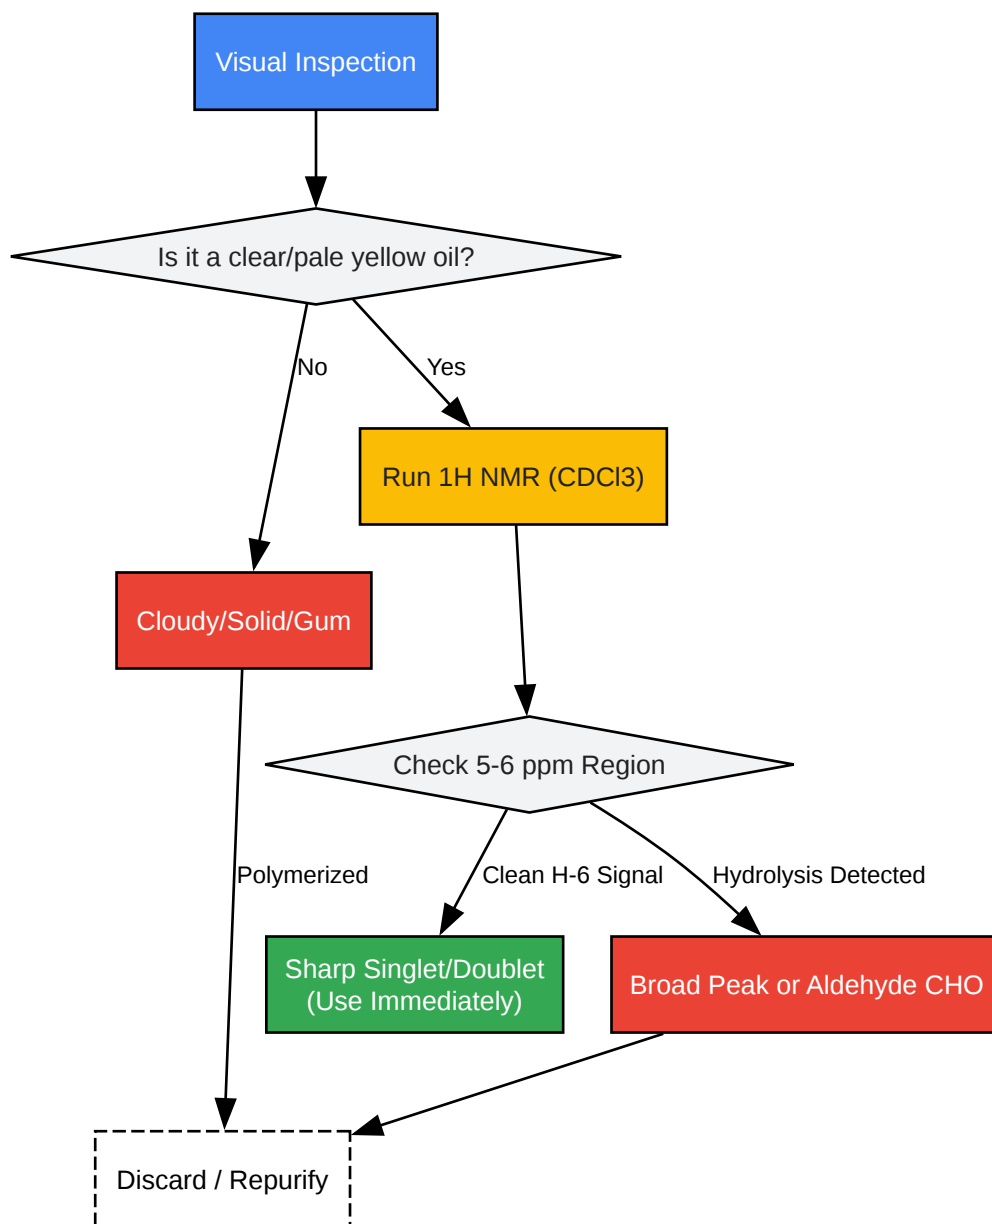 Visual Inspection
Is it a clear/pale yellow oil?
No
Yes
Run 1H NMR (CDCl3)
Cloudy/Solid/Gum
Check 5-6 ppm Region
Polymerized
Clean H-6 Signal
Hydrolysis Detected
Sharp Singlet/Doublet
(Use Immediately)
Broad Peak or Aldehyde CHO
Discard / Repurify